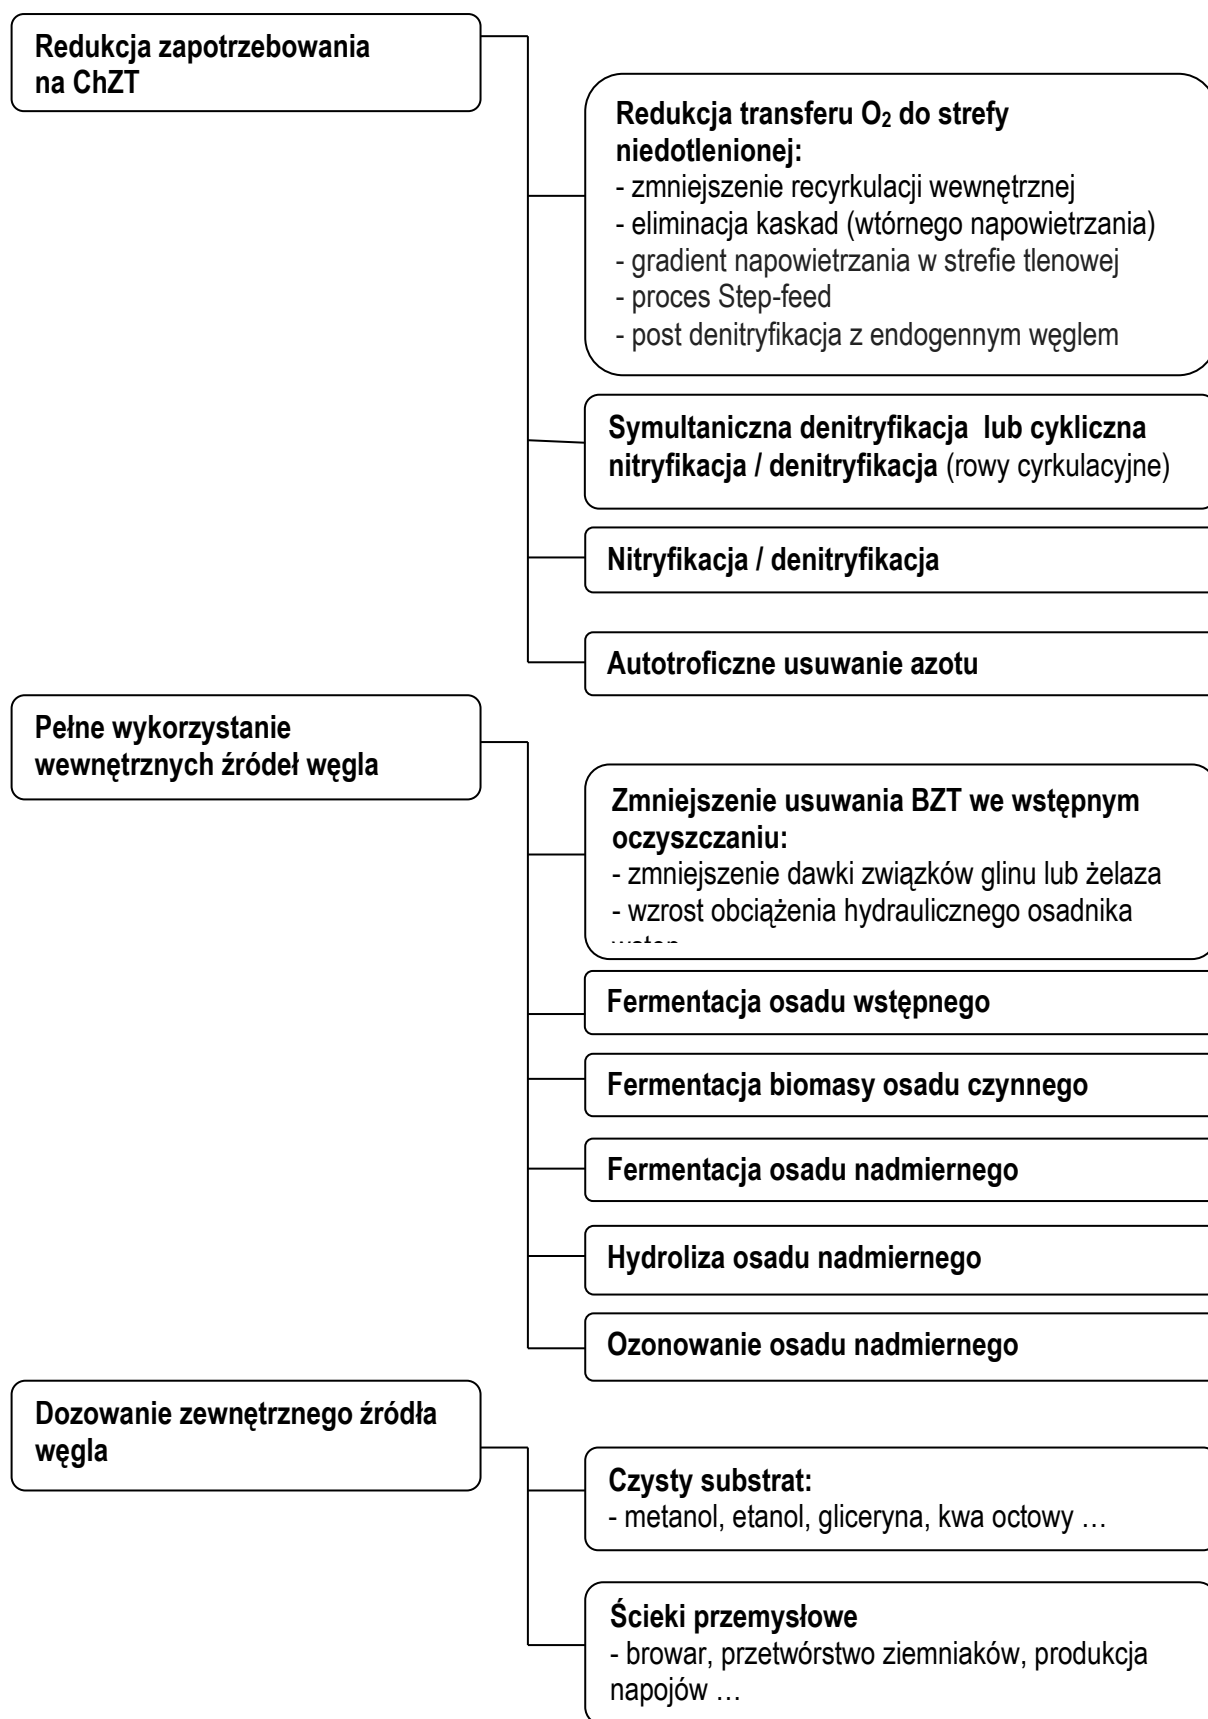 Redukcja zapotrzebowania
na ChZT
Redukcja transferu O₂ do strefy
niedotlenionej:
- zmniejszenie recyrkulacji wewnętrznej
- eliminacja kaskad (wtórnego napowietrzania)
- gradient napowietrzania w strefie tlenowej
- proces Step-feed
- post denitryfikacja z endogennym węglem
Symultaniczna denitryfikacja lub cykliczna
nitryfikacja / denitryfikacja (rowy cyrkulacyjne)
Nitryfikacja / denitryfikacja
Autotroficzne usuwanie azotu
Pełne wykorzystanie
wewnętrznych źródeł węgla
Zmniejszenie usuwania BZT we wstępnym
oczyszczaniu:
- zmniejszenie dawki związków glinu lub żelaza
- wzrost obciążenia hydraulicznego osadnika
Fermentacja osadu wstępnego
Fermentacja biomasy osadu czynnego
Fermentacja osadu nadmiernego
Hydroliza osadu nadmiernego
Ozonowanie osadu nadmiernego
Dozowanie zewnętrznego źródła
węgla
Czysty substrat:
- metanol, etanol, gliceryna, kwa octowy …
Ścieki przemysłowe
- browar, przetwórstwo ziemniaków, produkcja
napojów …